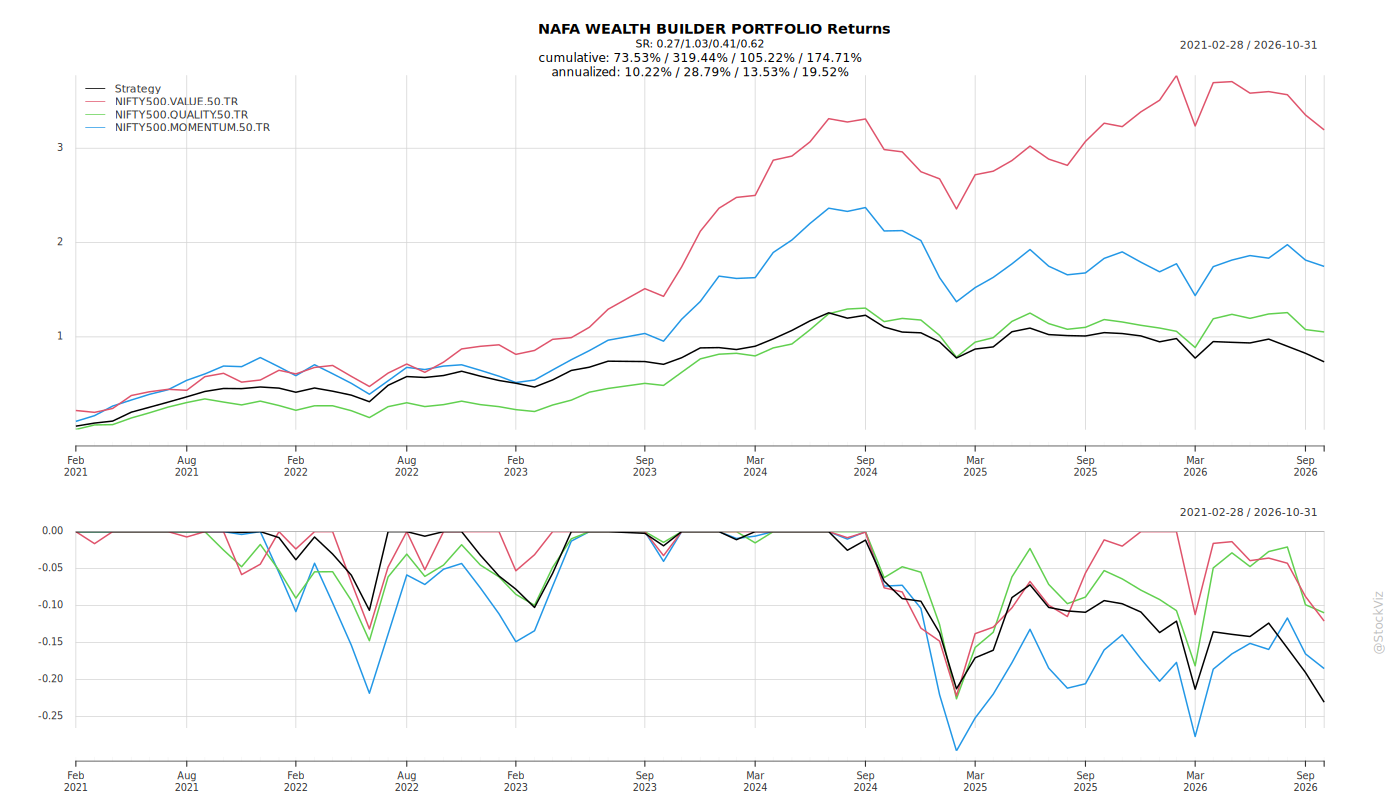 NAFA WEALTH BUILDER PORTFOLIO Returns
SR: 0.27/1.03/0.41/0.62
cumulative: 73.53% / 319.44% / 105.22% / 174.71%
annualized: 10.22% / 28.79% / 13.53% / 19.52%
2021-02-28 / 2026-10-31
Strategy
NIFTY500.VALUE.50.TR
NIFTY500.QUALITY.50.TR
NIFTY500.MOMENTUM.50.TR
3
2
1
Feb 2021 Aug 2021 Feb 2022 Aug 2022 Feb 2023 Sep 2023 Mar 2024 Sep 2024 Mar 2025 Sep 2025 Mar 2026 Sep 2026
2021-02-28 / 2026-10-31
0.00
-0.05
-0.10
-0.15
-0.20
-0.25
Feb 2021 Aug 2021 Feb 2022 Aug 2022 Feb 2023 Sep 2023 Mar 2024 Sep 2024 Mar 2025 Sep 2025 Mar 2026 Sep 2026
@StockViz